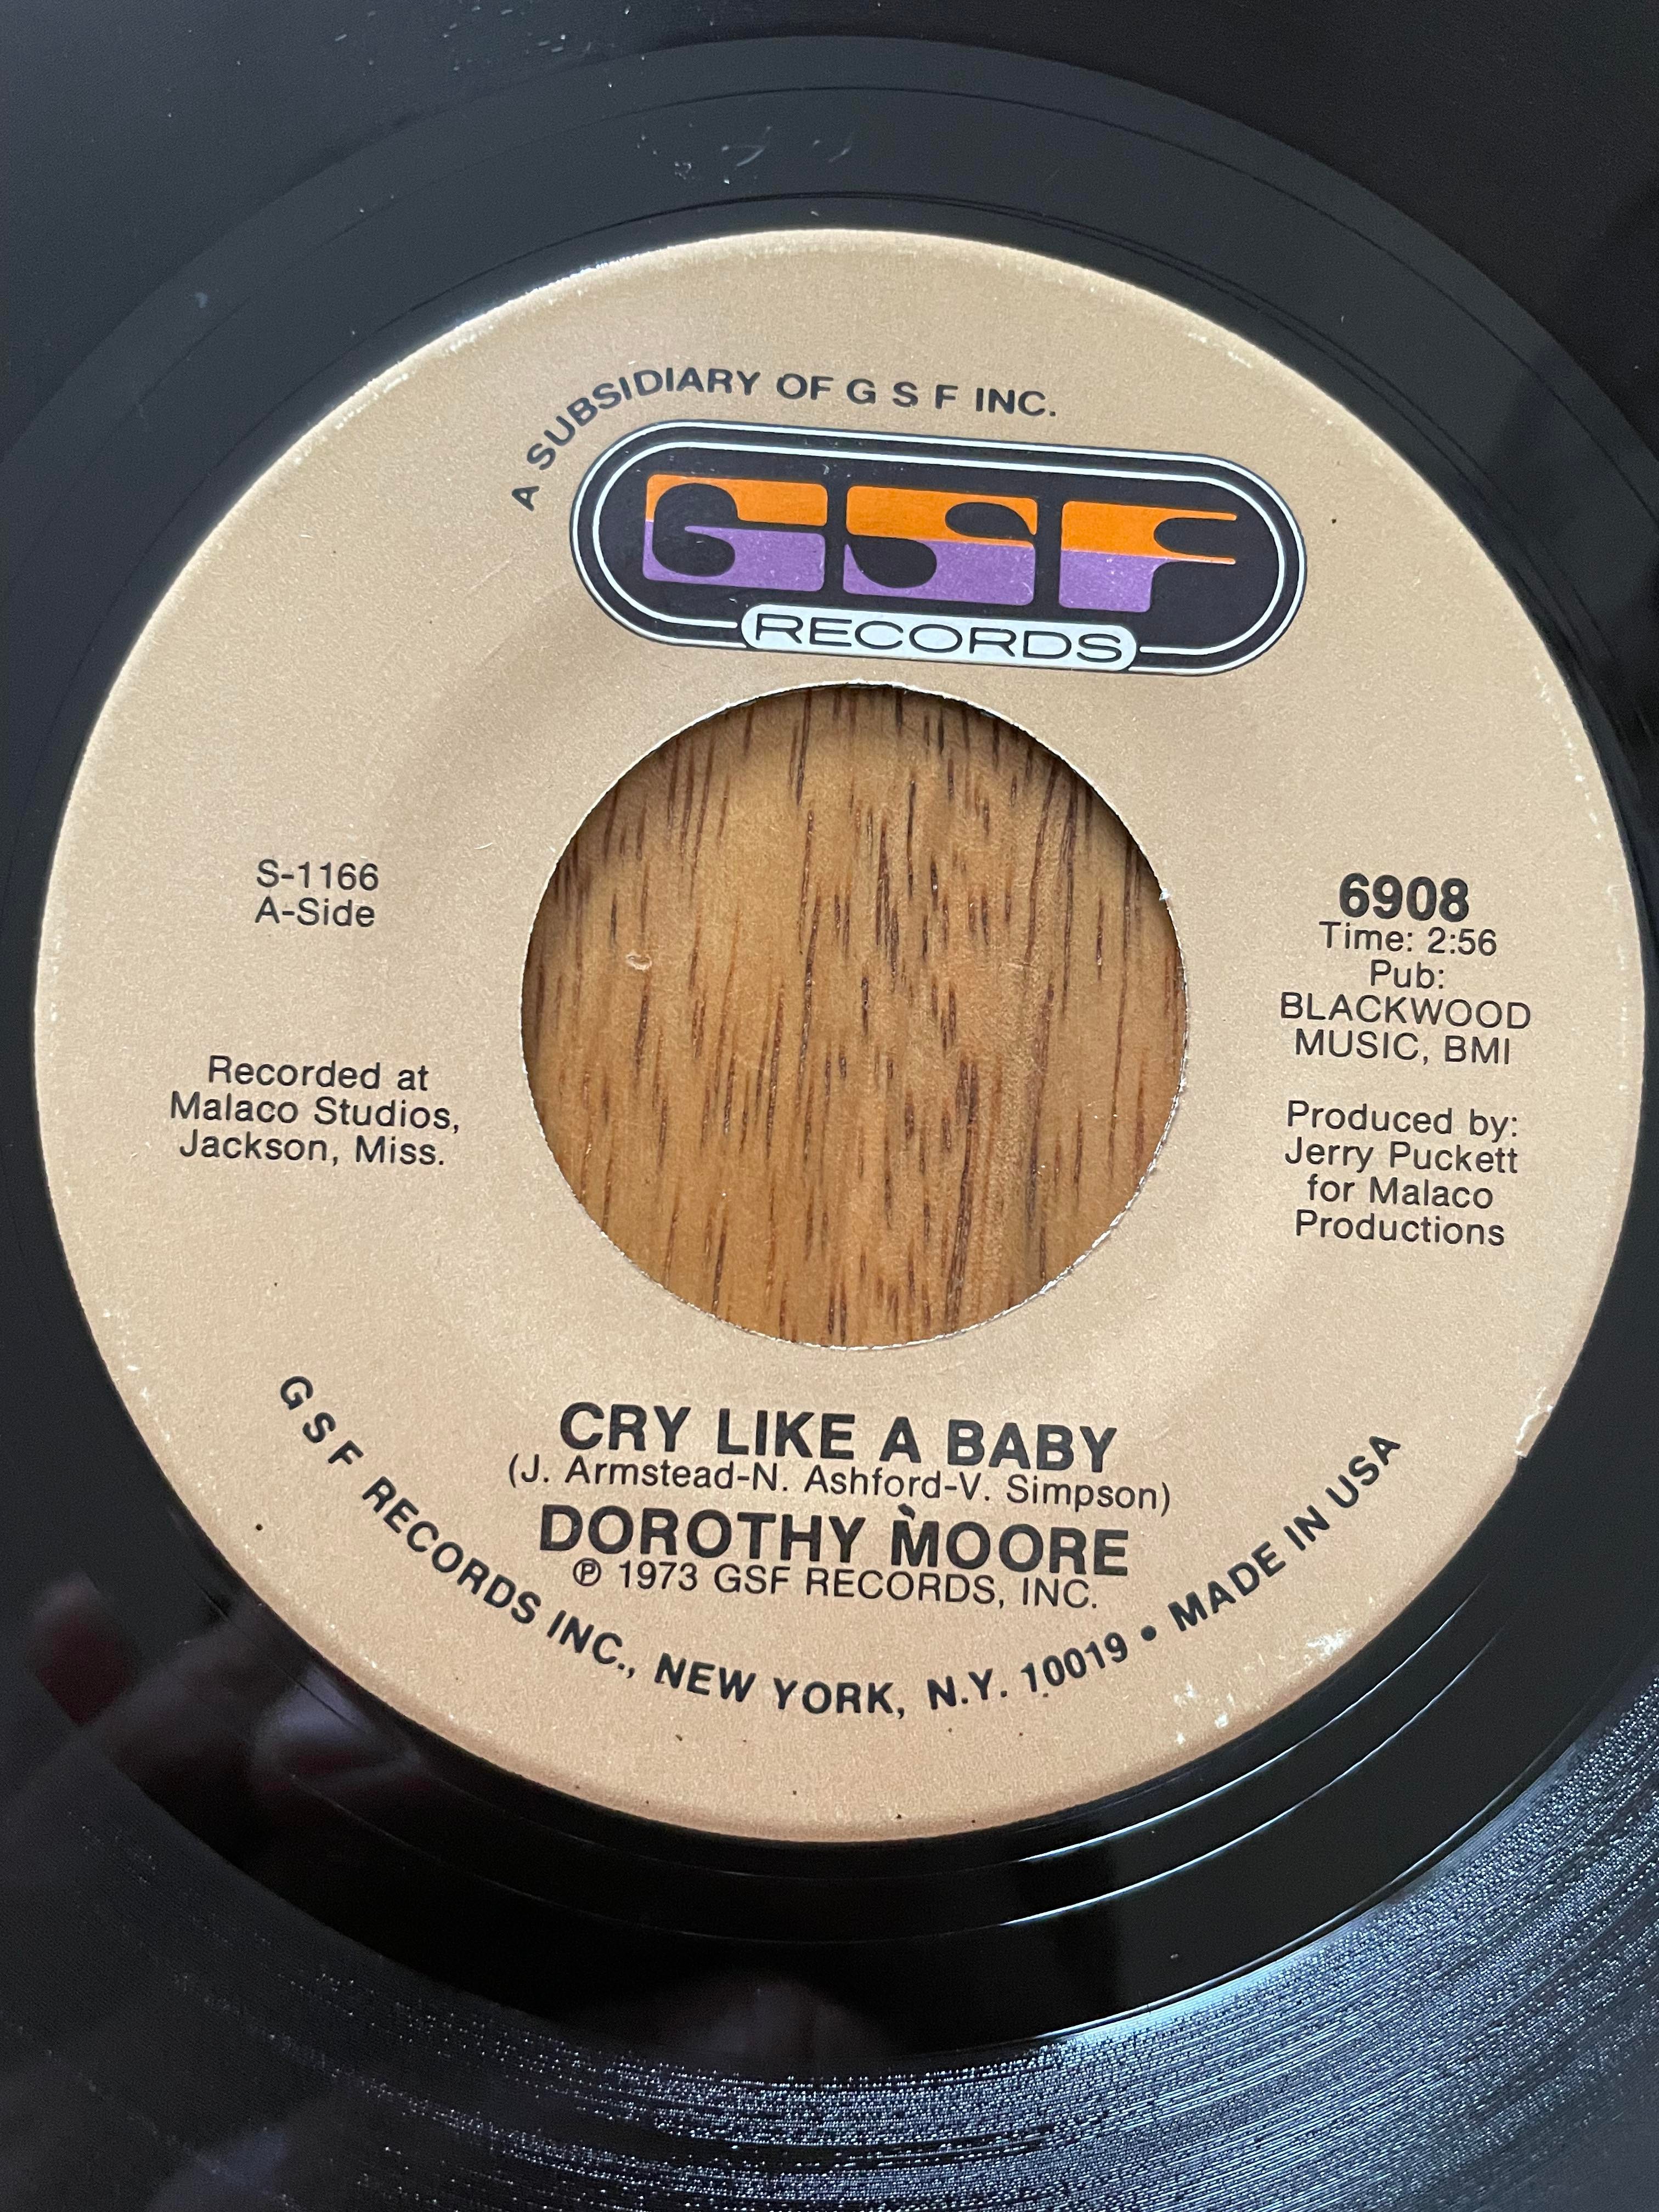 A SUBSIDIARY OF G S F INC.
GSF
RECORDS
S-1166
A-Side
Recorded at
Malaco Studios,
Jackson, Miss.
6908
Time: 2:56
Pub:
BLACKWOOD
MUSIC, BMI
Produced by:
Jerry Puckett
for Malaco
Productions
CRY LIKE A BABY
(J. Armstead-N. Ashford-V. Simpson)
DOROTHY MOORE
℗ 1973 GSF RECORDS, INC.
G S F RECORDS INC., NEW YORK, N.Y. 10019 • MADE IN USA